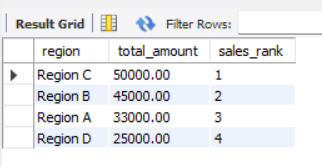 Result Grid Filter Rows:
region total_amount sales_rank
Region C 50000.00 1
Region B 45000.00 2
Region A 33000.00 3
Region D 25000.00 4